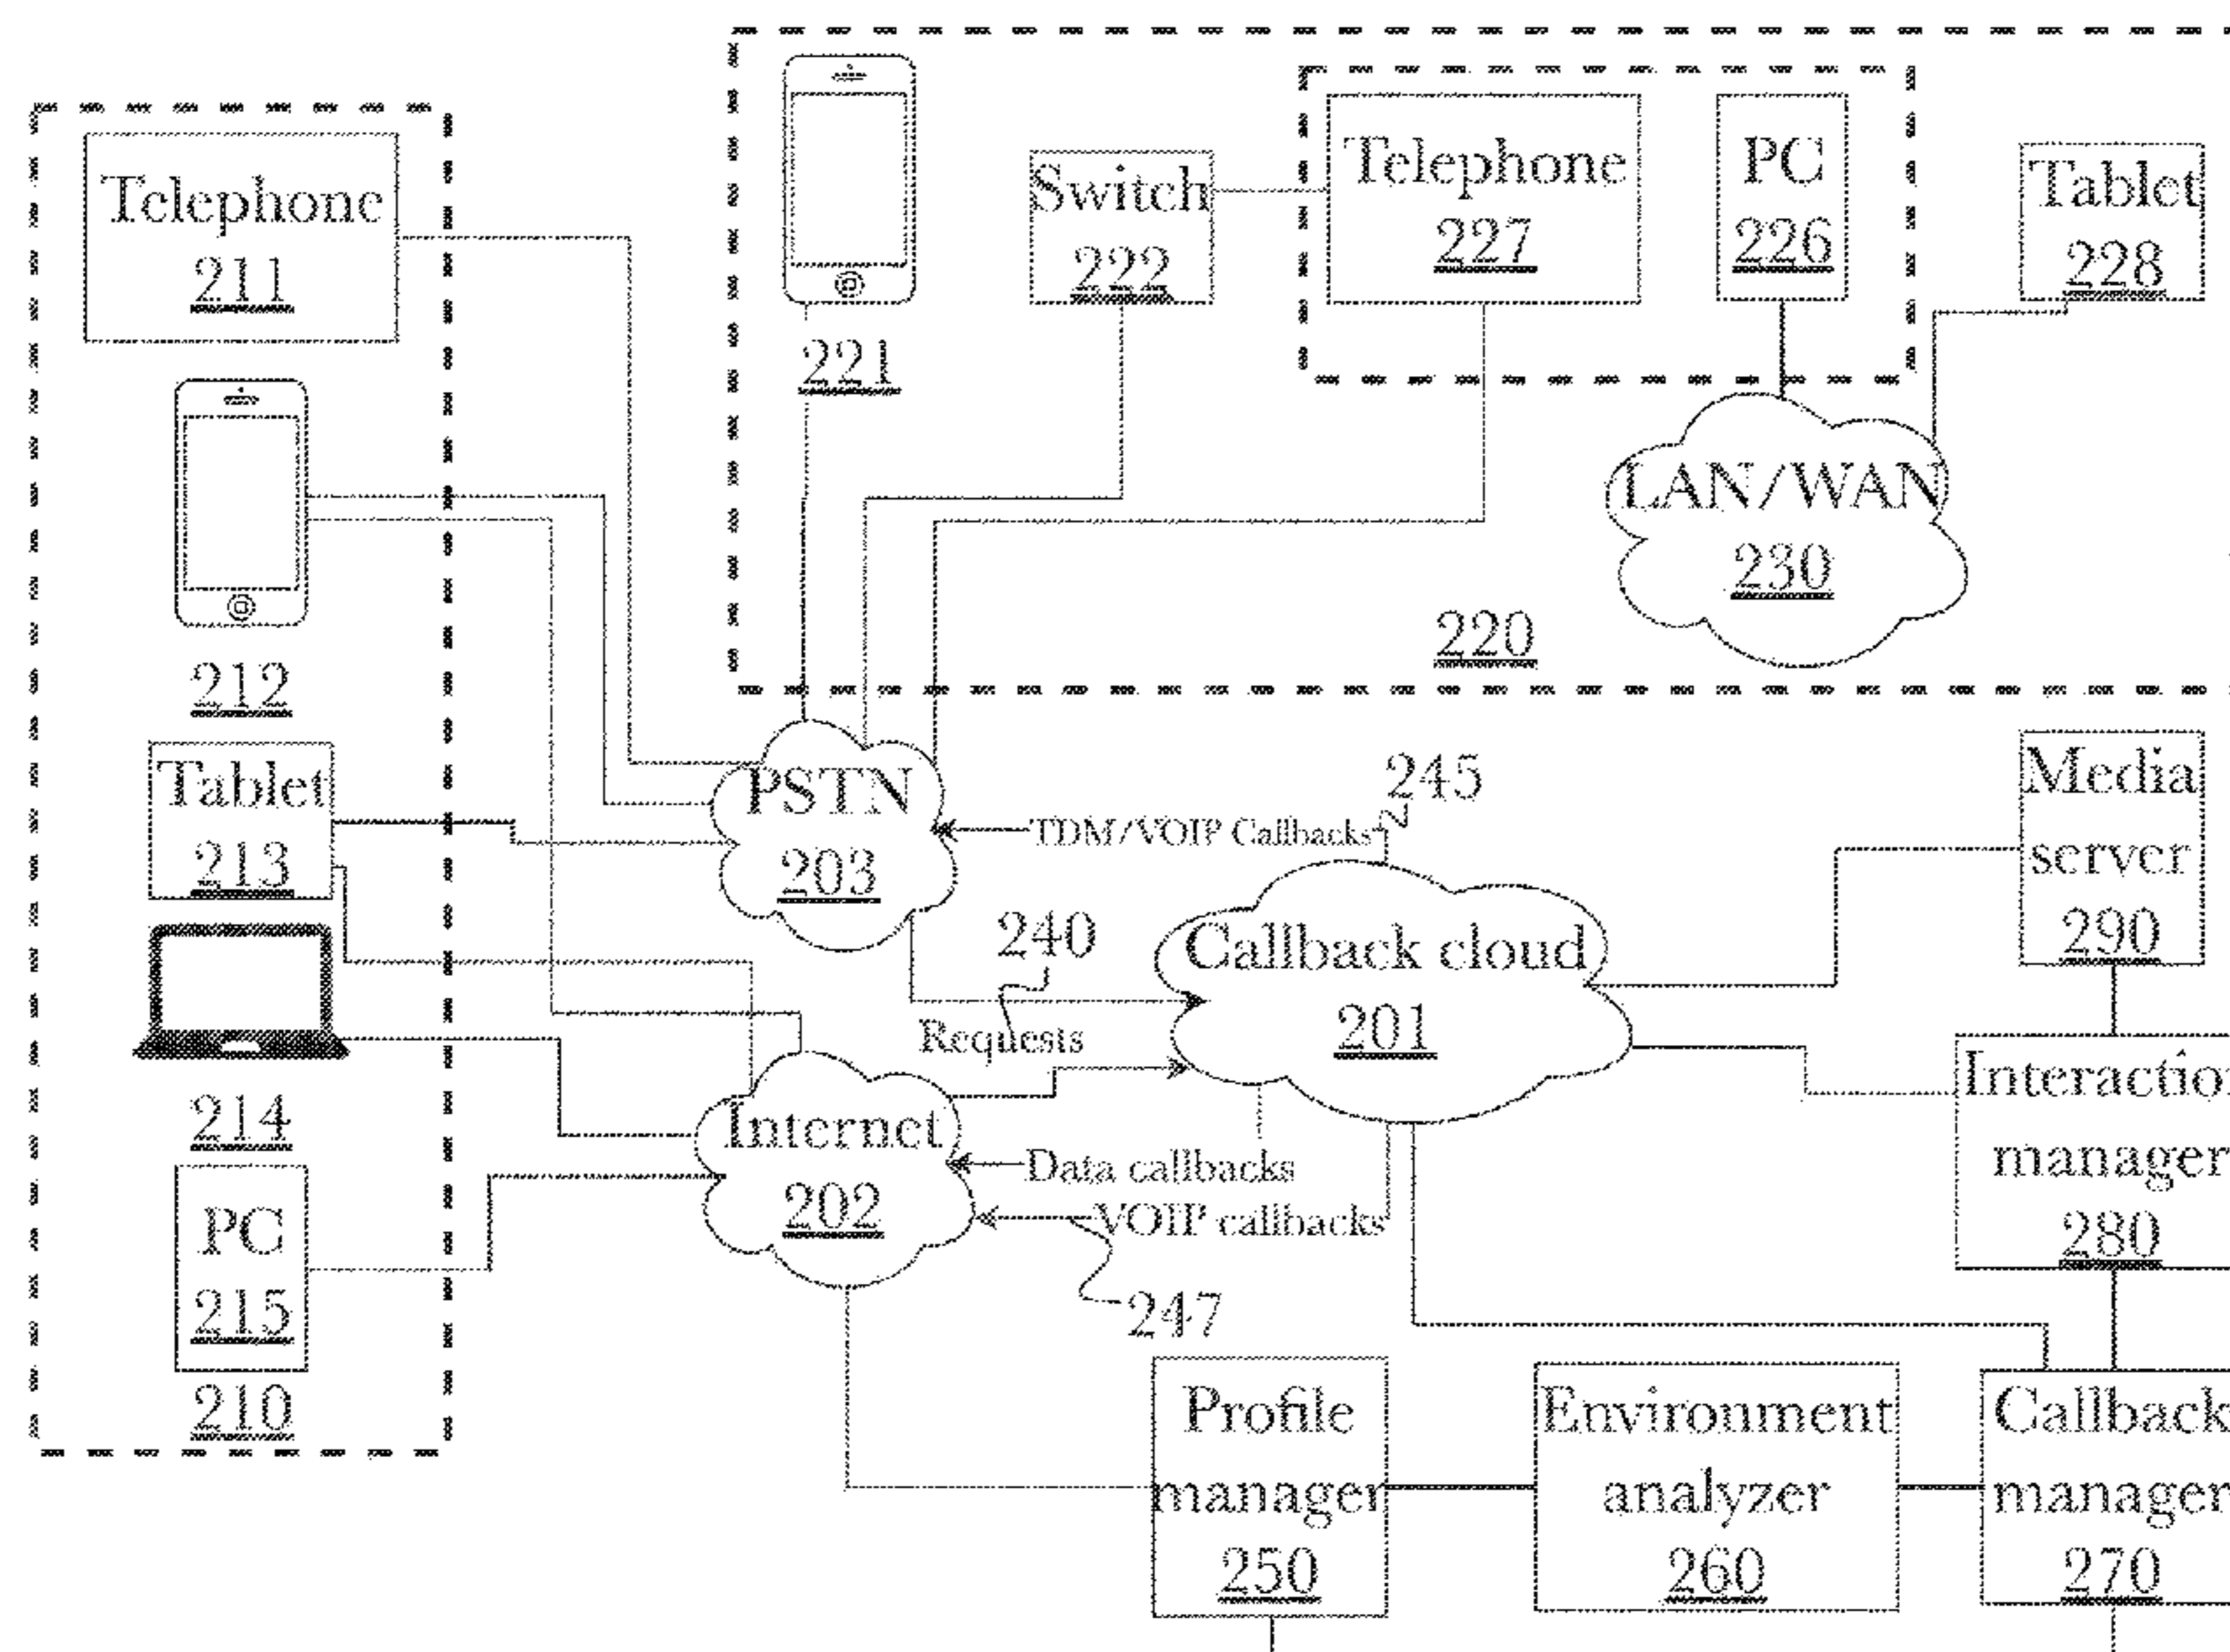 Telephone
211
212
Tablet
213
214
PC
215
210
221
Switch
222
Telephone
227
PC
226
Tablet
228
LAN/WAN
230
220
PSTN
203
TDM/VOIP Callbacks
245
240
Requests
Callback cloud
201
Internet
202
Data callbacks
VOIP callbacks
247
Media
server
290
Interaction
manager
280
Profile
manager
250
Environment
analyzer
260
Callback
manager
270